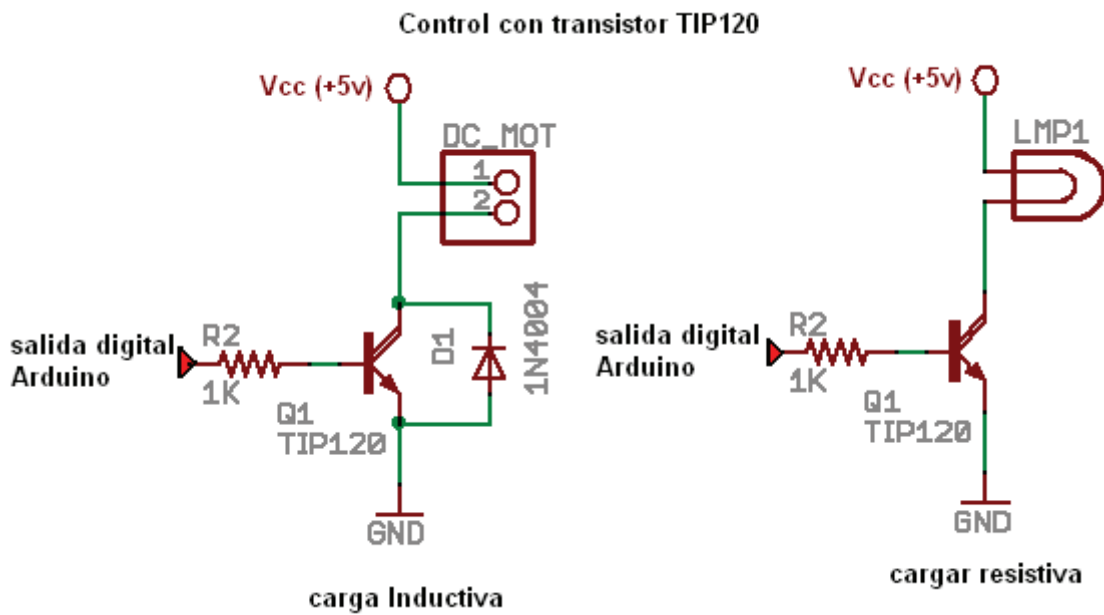 Control con transistor TIP120
Vcc (+5v)
DC_MOT
1
2
salida digital
Arduino
R2
1K
Q1
TIP120
D1
1N4004
GND
carga Inductiva
Vcc (+5v)
LMP1
salida digital
Arduino
R2
1K
Q1
TIP120
GND
cargar resistiva